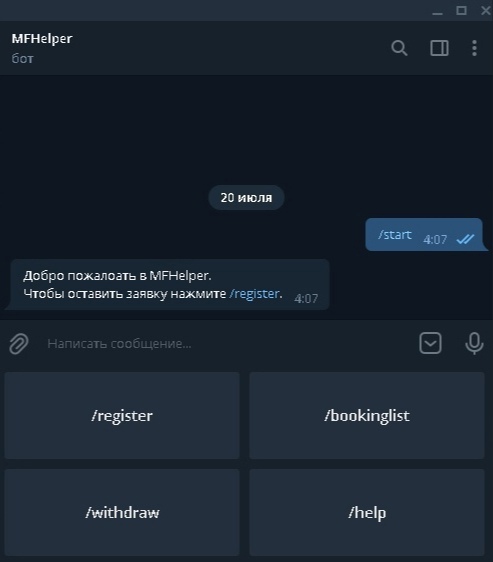 MFHelper
бот
20 июля
/start 4:07
Добро пожалоать в MFHelper.
Чтобы оставить заявку нажмите /register. 4:07
Написать сообщение...
/register /bookinglist
/withdraw /help